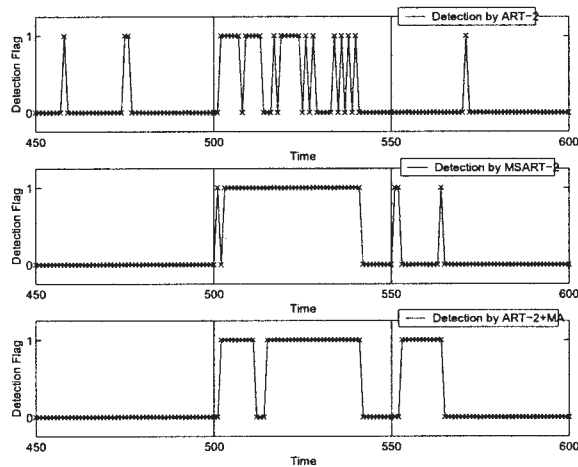 Detection by ART-2
Detection Flag
1
0
450
500
550
600
Time
Detection by MSART-2
Detection Flag
1
0
450
500
550
600
Time
Detection by ART-2+MA
Detection Flag
1
0
450
500
550
600
Time